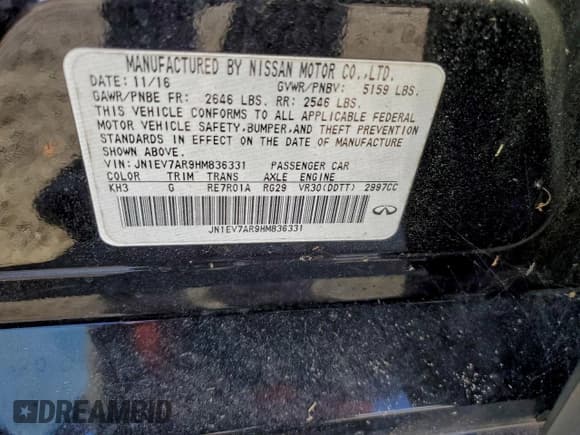 MANUFACTURED BY NISSAN MOTOR CO.,LTD.
DATE: 11/16 GVWR/PNBV: 5159 LBS.
GAWR/PNBE FR: 2646 LBS. RR: 2546 LBS.
THIS VEHICLE CONFORMS TO ALL APPLICABLE FEDERAL
MOTOR VEHICLE SAFETY,BUMPER,AND THEFT PREVENTION
STANDARDS IN EFFECT ON THE DATE OF MANUFACTURE
SHOWN ABOVE.
VIN: JN1EV7AR9HM836331 PASSENGER CAR
COLOR TRIM TRANS AXLE ENGINE
KH3 G RE7R01A RG29 VR30(DDTT) 2997CC
JN1EV7AR9HM836331
DREAMBID